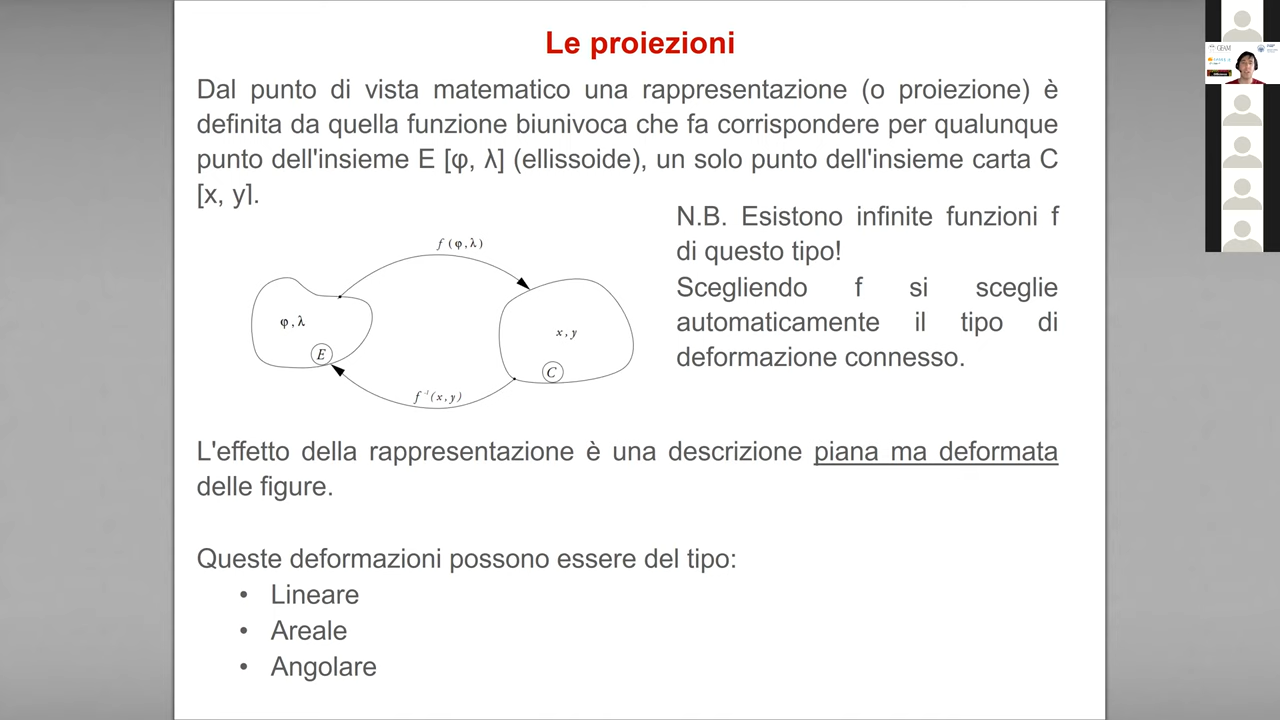 Le proiezioni
Dal punto di vista matematico una rappresentazione (o proiezione) è
definita da quella funzione biunivoca che fa corrispondere per qualunque
punto dell'insieme E [φ, λ] (ellissoide), un solo punto dell'insieme carta C
[x, y].
N.B. Esistono infinite funzioni f
di questo tipo!
Scegliendo f si sceglie
automaticamente il tipo di
deformazione connesso.
f (φ, λ)
φ, λ
E
x, y
C
f⁻¹(x, y)
L'effetto della rappresentazione è una descrizione piana ma deformata
delle figure.
Queste deformazioni possono essere del tipo:
• Lineare
• Areale
• Angolare
GEAM